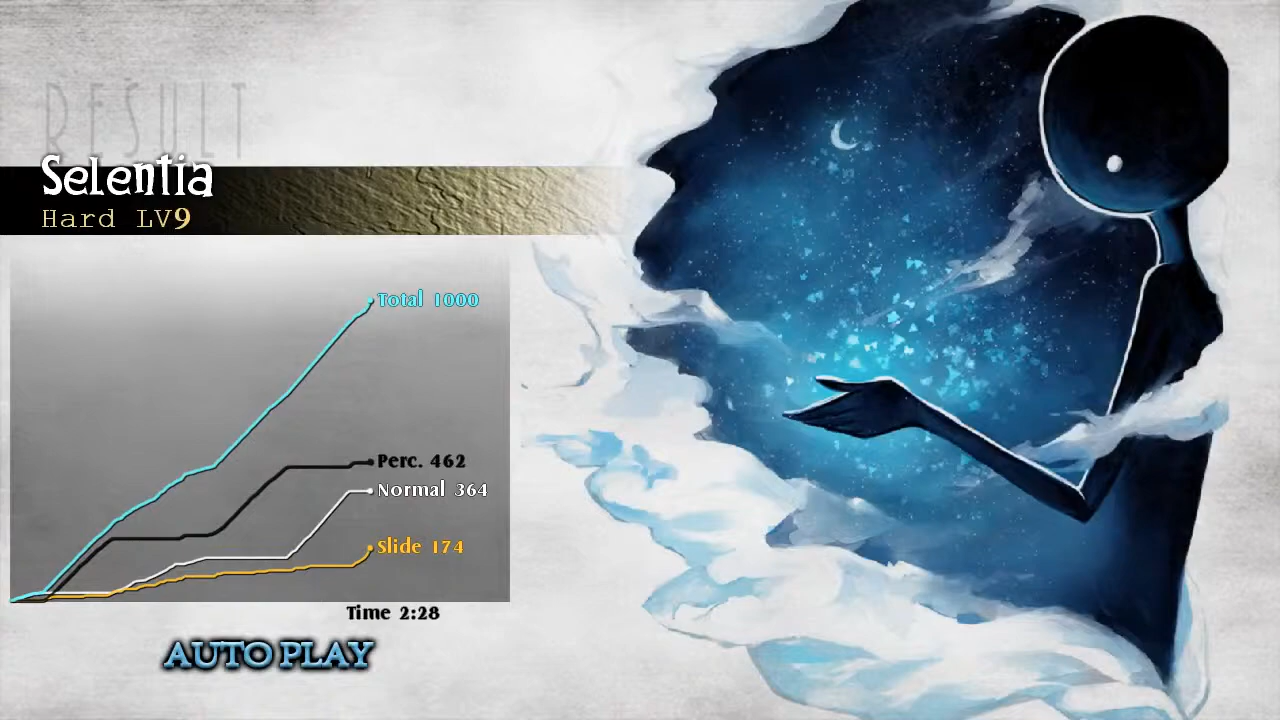 RESULT
Selentia
Hard LV9
Total 1000
Perc. 462
Normal 364
Slide 174
Time 2:28
AUTO PLAY